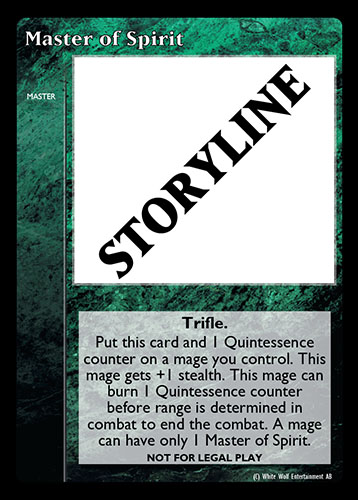 Master of Spirit
MASTER
STORYLINE
Trifle.
Put this card and 1 Quintessence
counter on a mage you control. This
mage gets +1 stealth. This mage can
burn 1 Quintessence counter
before range is determined in
combat to end the combat. A mage
can have only 1 Master of Spirit.
NOT FOR LEGAL PLAY
(C) White Wolf Entertainment AB